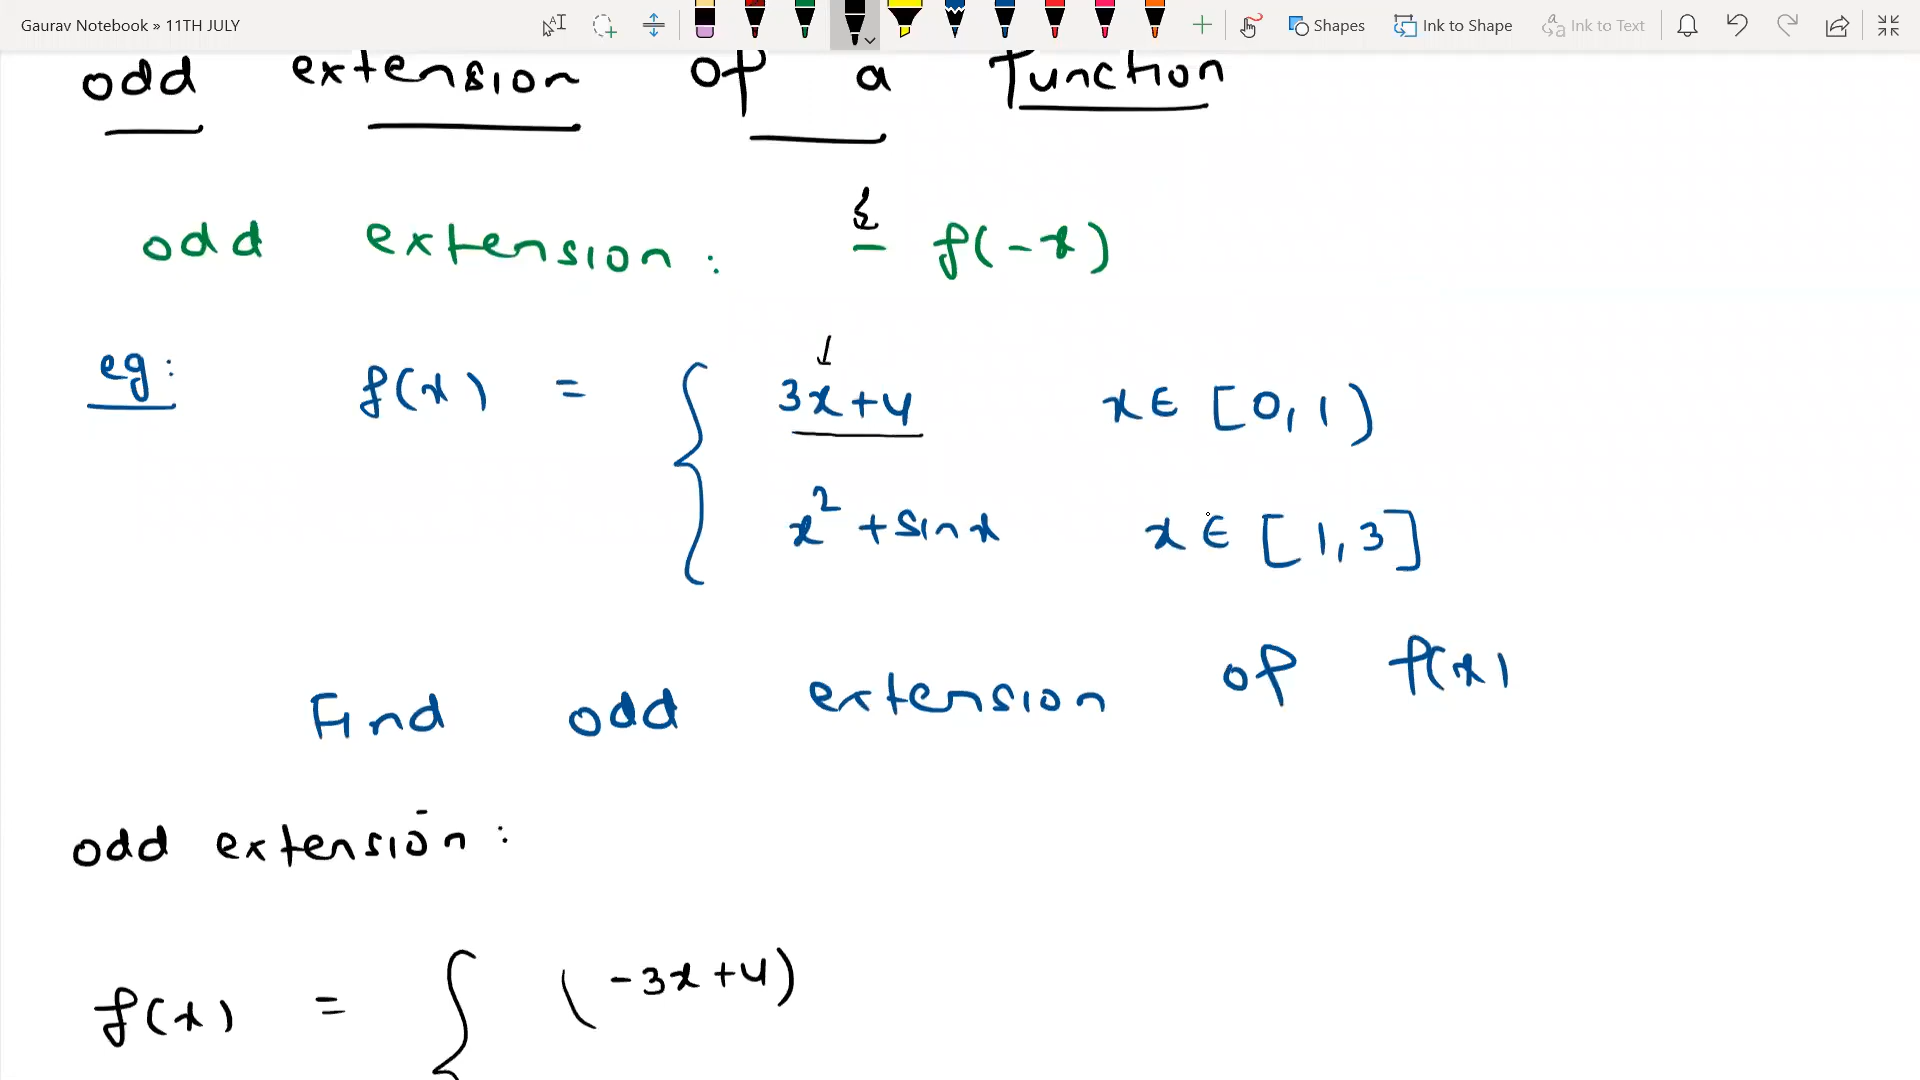 Gaurav Notebook » 11TH JULY Shapes Ink to Shape Ink to Text
odd extension of a function
odd extension : - f(-x)
eg: f(x) = { 3x+4 x∈ [0,1)
x² + sinx x∈ [1,3]
Find odd extension of f(x)
odd extension :
f(x) = { (-3x+4)